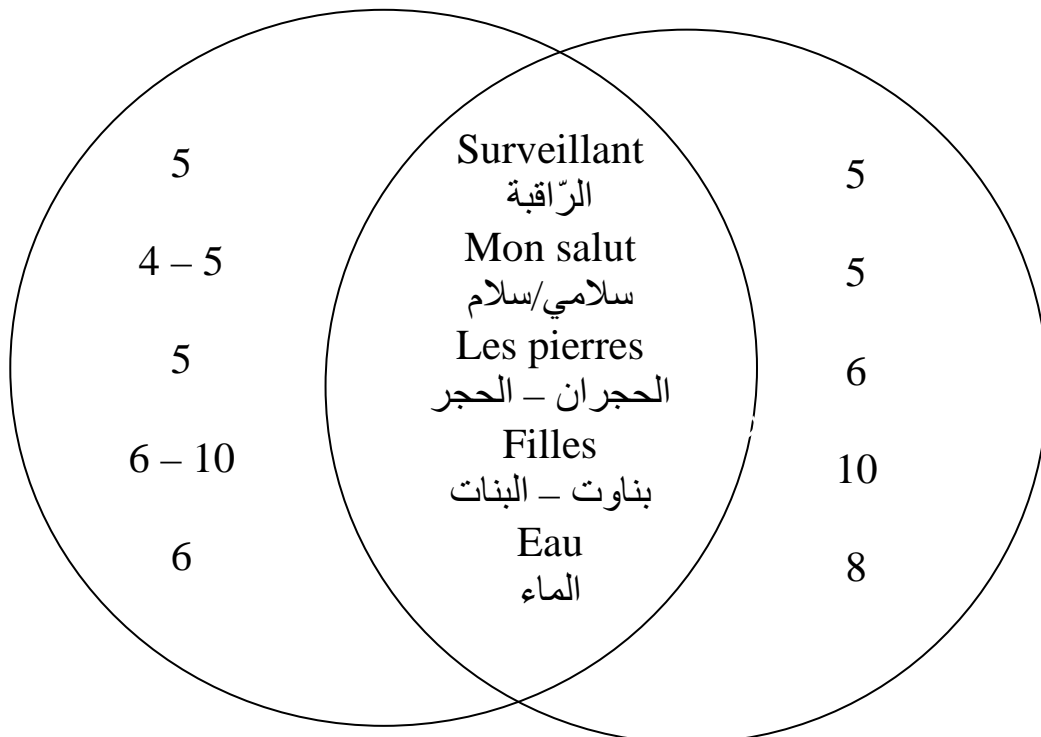 5
4 – 5
5
6 – 10
6
Surveillant
الرّاقبة
Mon salut
سلامي/سلام
Les pierres
الحجران – الحجر
Filles
بناوت – البنات
Eau
الماء
5
5
6
10
8